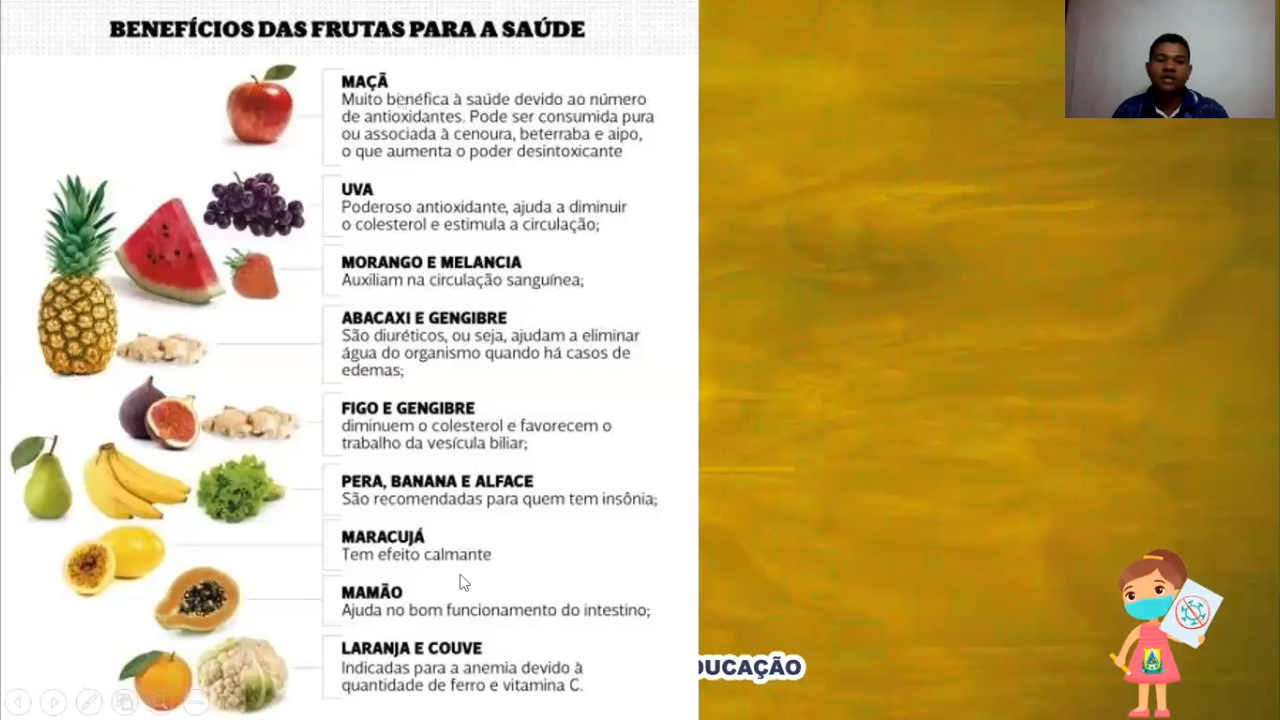 BENEFÍCIOS DAS FRUTAS PARA A SAÚDE
MAÇÃ
Muito benéfica à saúde devido ao número
de antioxidantes. Pode ser consumida pura
ou associada à cenoura, beterraba e aipo,
o que aumenta o poder desintoxicante
UVA
Poderoso antioxidante, ajuda a diminuir
o colesterol e estimula a circulação;
MORANGO E MELANCIA
Auxiliam na circulação sanguínea;
ABACAXI E GENGIBRE
São diuréticos, ou seja, ajudam a eliminar
água do organismo quando há casos de
edemas;
FIGO E GENGIBRE
diminuem o colesterol e favorecem o
trabalho da vesícula biliar;
PERA, BANANA E ALFACE
São recomendadas para quem tem insônia;
MARACUJÁ
Tem efeito calmante
MAMÃO
Ajuda no bom funcionamento do intestino;
LARANJA E COUVE
Indicadas para a anemia devido à
quantidade de ferro e vitamina C.
DUCAÇÃO